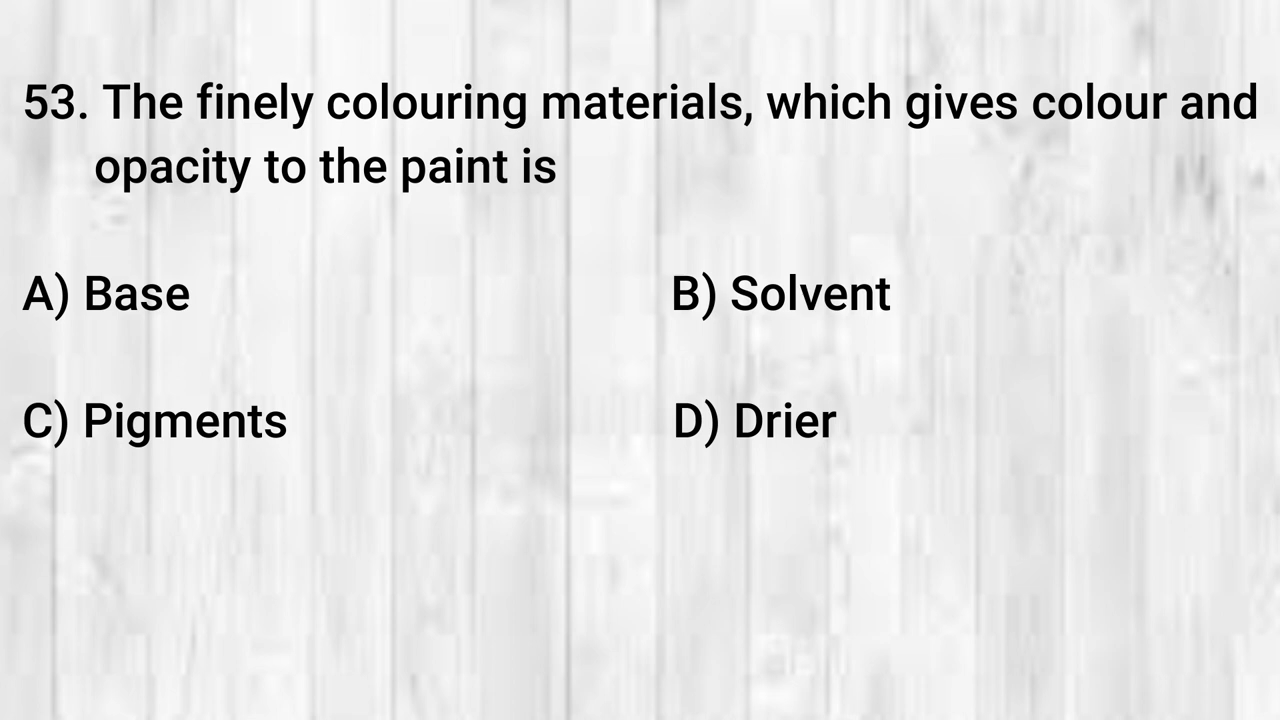 53. The finely colouring materials, which gives colour and
opacity to the paint is
A) Base
B) Solvent
C) Pigments
D) Drier